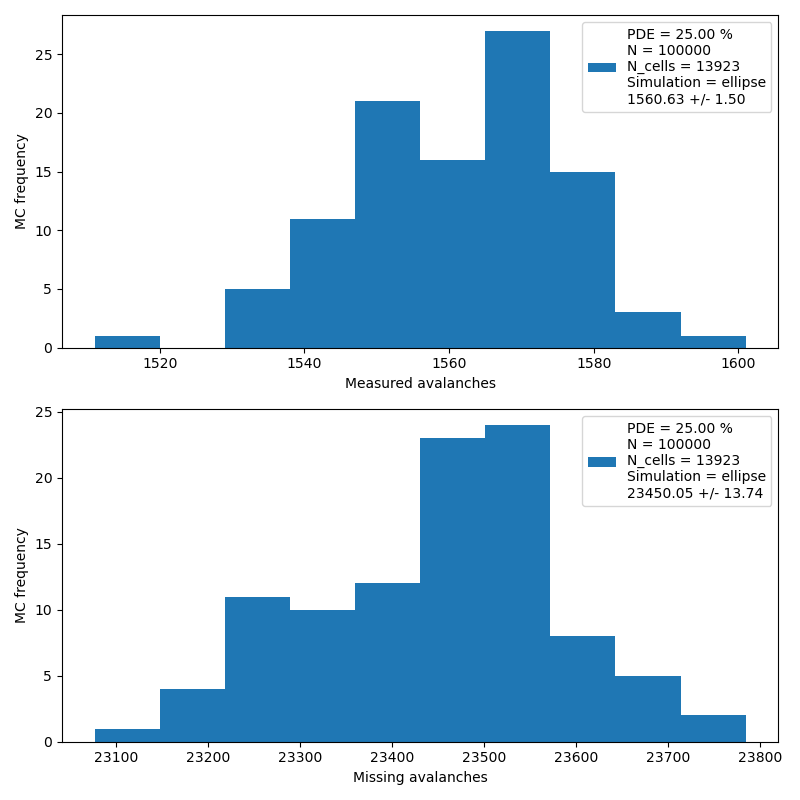 PDE = 25.00 %
N = 100000
N_cells = 13923
Simulation = ellipse
1560.63 +/- 1.50
MC frequency
25
20
15
10
5
0
1520 1540 1560 1580 1600
Measured avalanches
PDE = 25.00 %
N = 100000
N_cells = 13923
Simulation = ellipse
23450.05 +/- 13.74
MC frequency
25
20
15
10
5
0
23100 23200 23300 23400 23500 23600 23700 23800
Missing avalanches